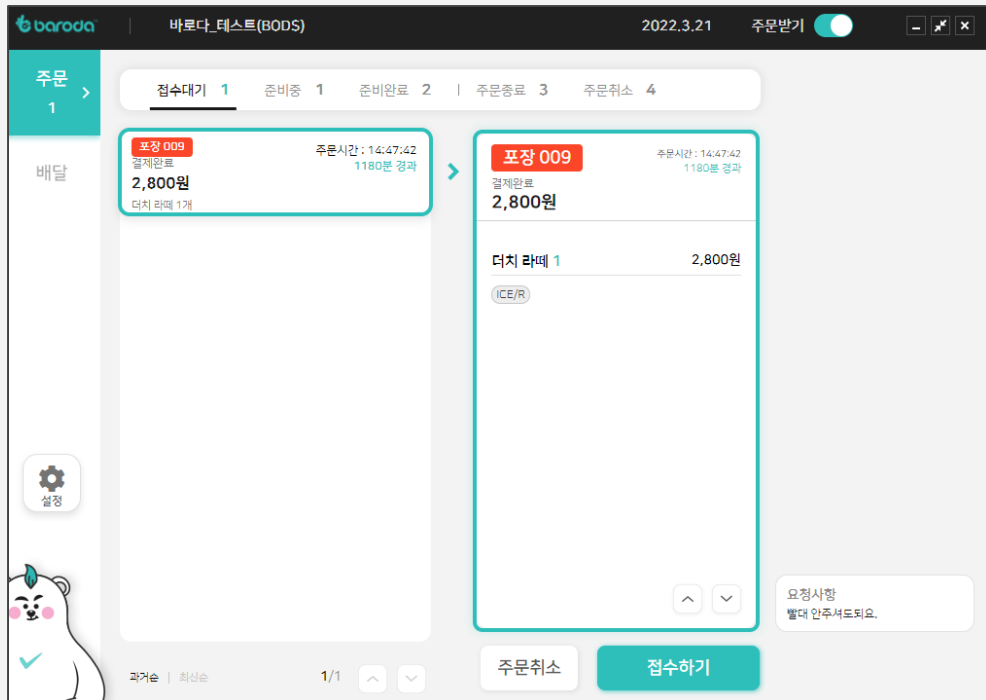 baroda
바로다_테스트(BODS)
2022.3.21
주문받기
주문
1
배달
설정
접수대기 1
준비중 1
준비완료 2
주문종료 3
주문취소 4
포장 009
주문시간 : 14:47:42
결제완료
1180분 경과
2,800원
더치 라떼 1개
과거순 | 최신순
1/1
포장 009
주문시간 : 14:47:42
1180분 경과
결제완료
2,800원
더치 라떼 1
2,800원
ICE/R
주문취소
접수하기
요청사항
빨대 안주셔도되요.